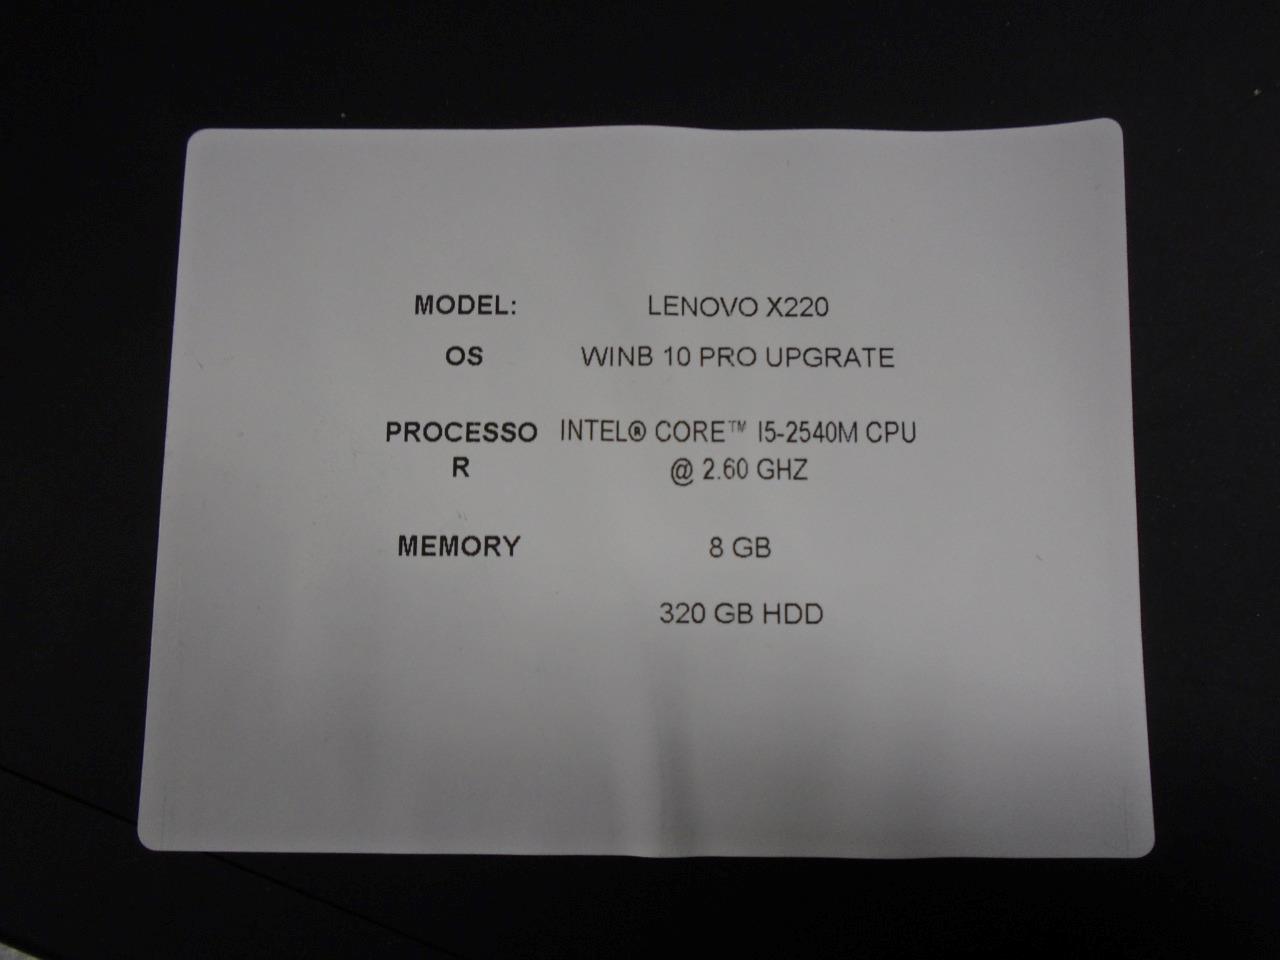 MODEL: LENOVO X220
OS WINB 10 PRO UPGRATE
PROCESSO INTEL® CORE™ I5-2540M CPU
R @ 2.60 GHZ
MEMORY 8 GB
320 GB HDD